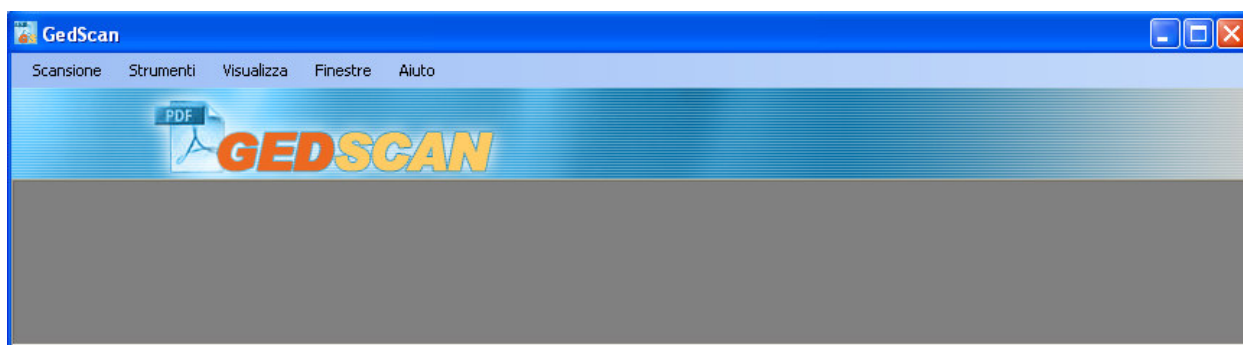 GedScan
Scansione Strumenti Visualizza Finestre Aiuto
PDF
GEDSCAN